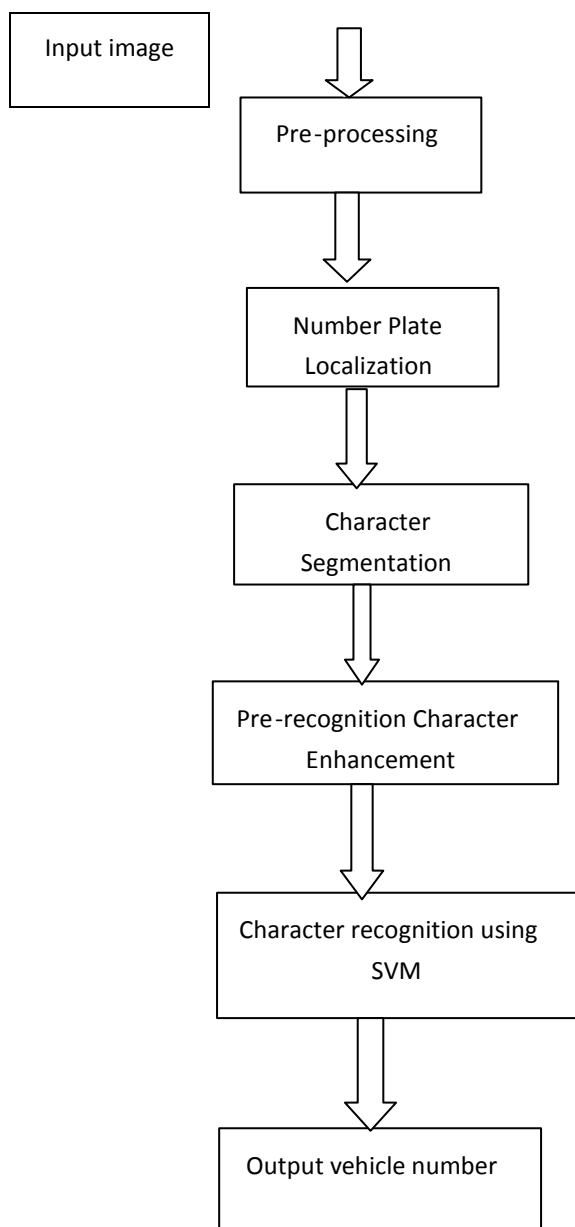 Input image
Pre-processing
Number Plate
Localization
Character
Segmentation
Pre-recognition Character
Enhancement
Character recognition using
SVM
Output vehicle number